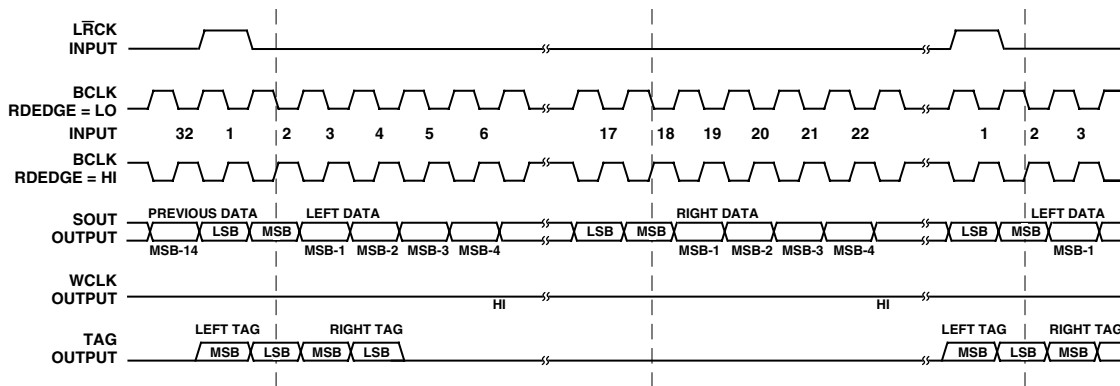 LR̅CK
INPUT
BCLK
RDEDGE = LO
INPUT 32 1 2 3 4 5 6 17 18 19 20 21 22 1 2 3
BCLK
RDEDGE = HI
SOUT
OUTPUT
PREVIOUS DATA LEFT DATA RIGHT DATA LEFT DATA
LSB MSB LSB MSB LSB MSB
MSB-14 MSB-1 MSB-2 MSB-3 MSB-4 MSB-1 MSB-2 MSB-3 MSB-4 MSB-1
WCLK
OUTPUT
HI HI
TAG
OUTPUT
LEFT TAG RIGHT TAG LEFT TAG RIGHT TAG
MSB LSB MSB LSB MSB LSB MSB